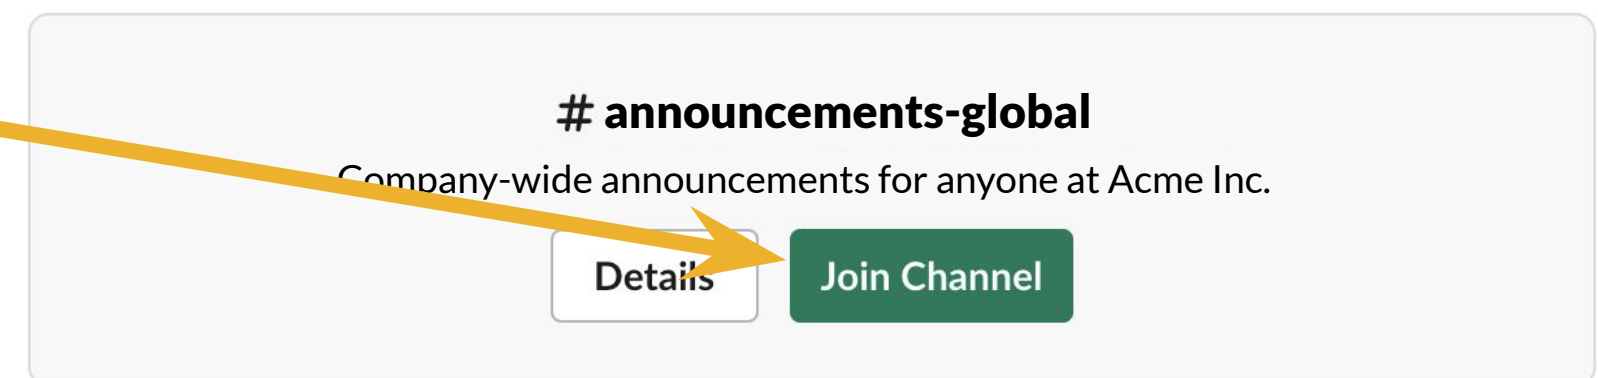 # announcements-global
Company-wide announcements for anyone at Acme Inc.
Details
Join Channel